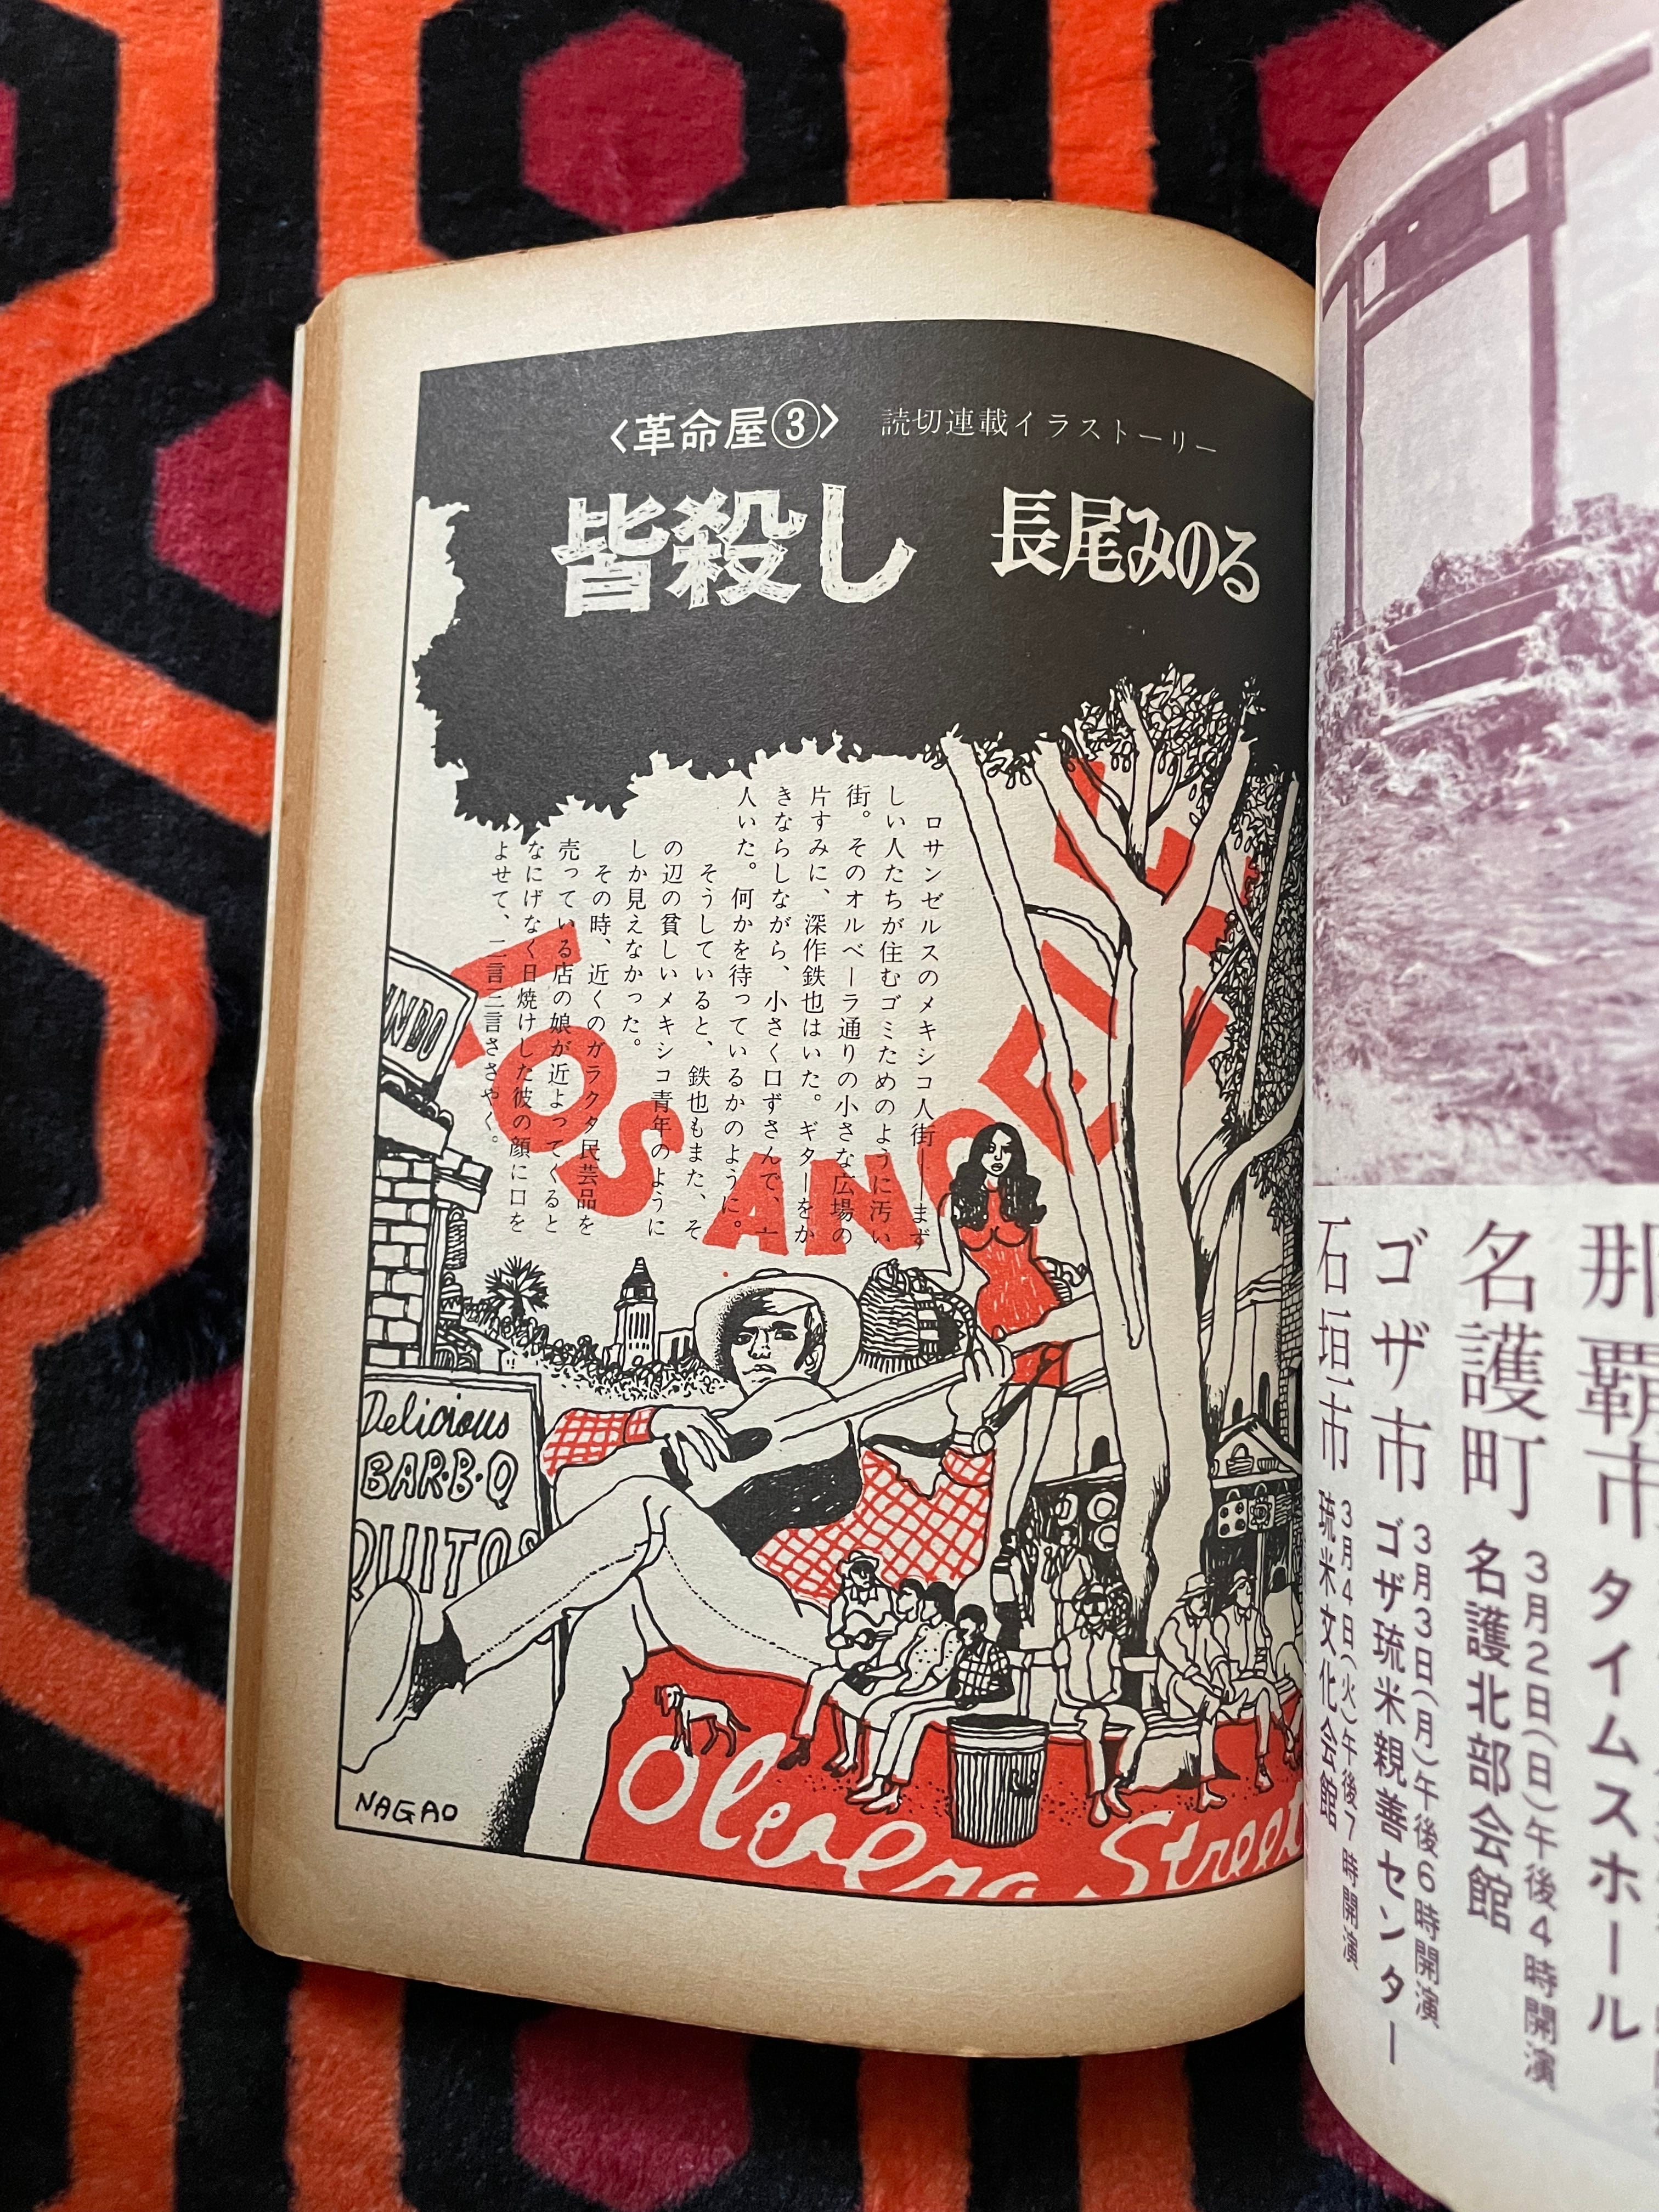 〈革命屋③〉
読切連載イラストーリー
皆殺し
長尾みのる
ロサンゼルスのメキシコ人街――まず
しい人たちが住むゴミためのように汚い
街。そのオルベーラ通りの小さな広場の
片すみに、深作鉄也はいた。ギターをか
きならしながら、小さく口ずさんで、一
人いた。何かを待っているかのように。
そうしていると、鉄也もまた、そ
の辺の貧しいメキシコ青年のように
しか見えなかった。
その時、近くのガラクタ民芸品を
売っている店の娘が近よってくると
なにげなく日焼けした彼の顔に口を
よせて、二言三言ささやく。
LOS ANGELES
Delicious
BAR・B・Q
QUITOS
Olvera Street
NAGAO
那覇市 タイムスホール
名護町 名護北部会館
3月2日(日)午後4時開演
ゴザ市 ゴザ琉米親善センター
3月3日(月)午後6時開演
石垣市 琉米文化会館
3月4日(火)午後7時開演